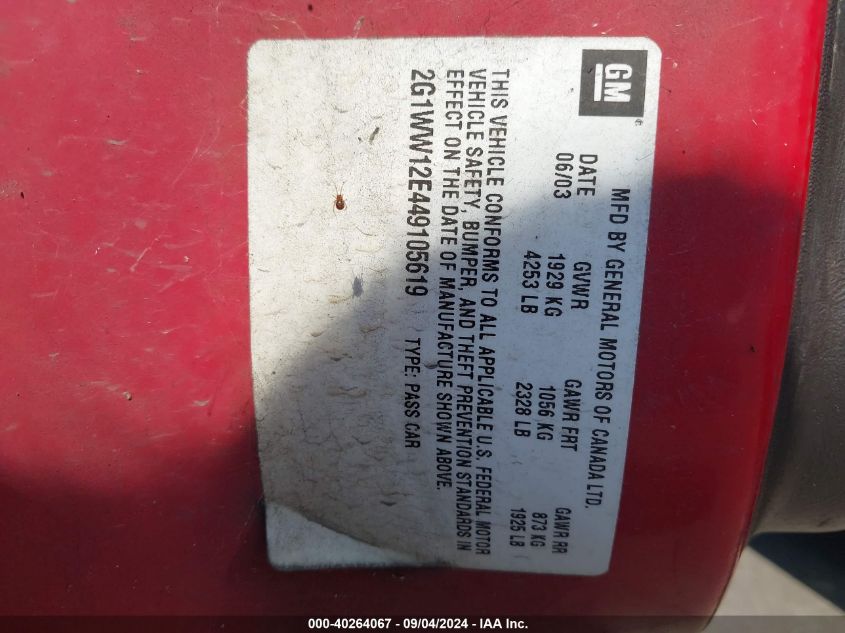 GM
MFD BY GENERAL MOTORS OF CANADA LTD.
DATE GVWR GAWR FRT GAWR RR
06/03 1929 KG 1056 KG 873 KG
4253 LB 2328 LB 1925 LB
THIS VEHICLE CONFORMS TO ALL APPLICABLE U.S. FEDERAL MOTOR
VEHICLE SAFETY, BUMPER, AND THEFT PREVENTION STANDARDS IN
EFFECT ON THE DATE OF MANUFACTURE SHOWN ABOVE.
2G1WW12E449105619 TYPE: PASS CAR
000-40264067 - 09/04/2024 - IAA Inc.